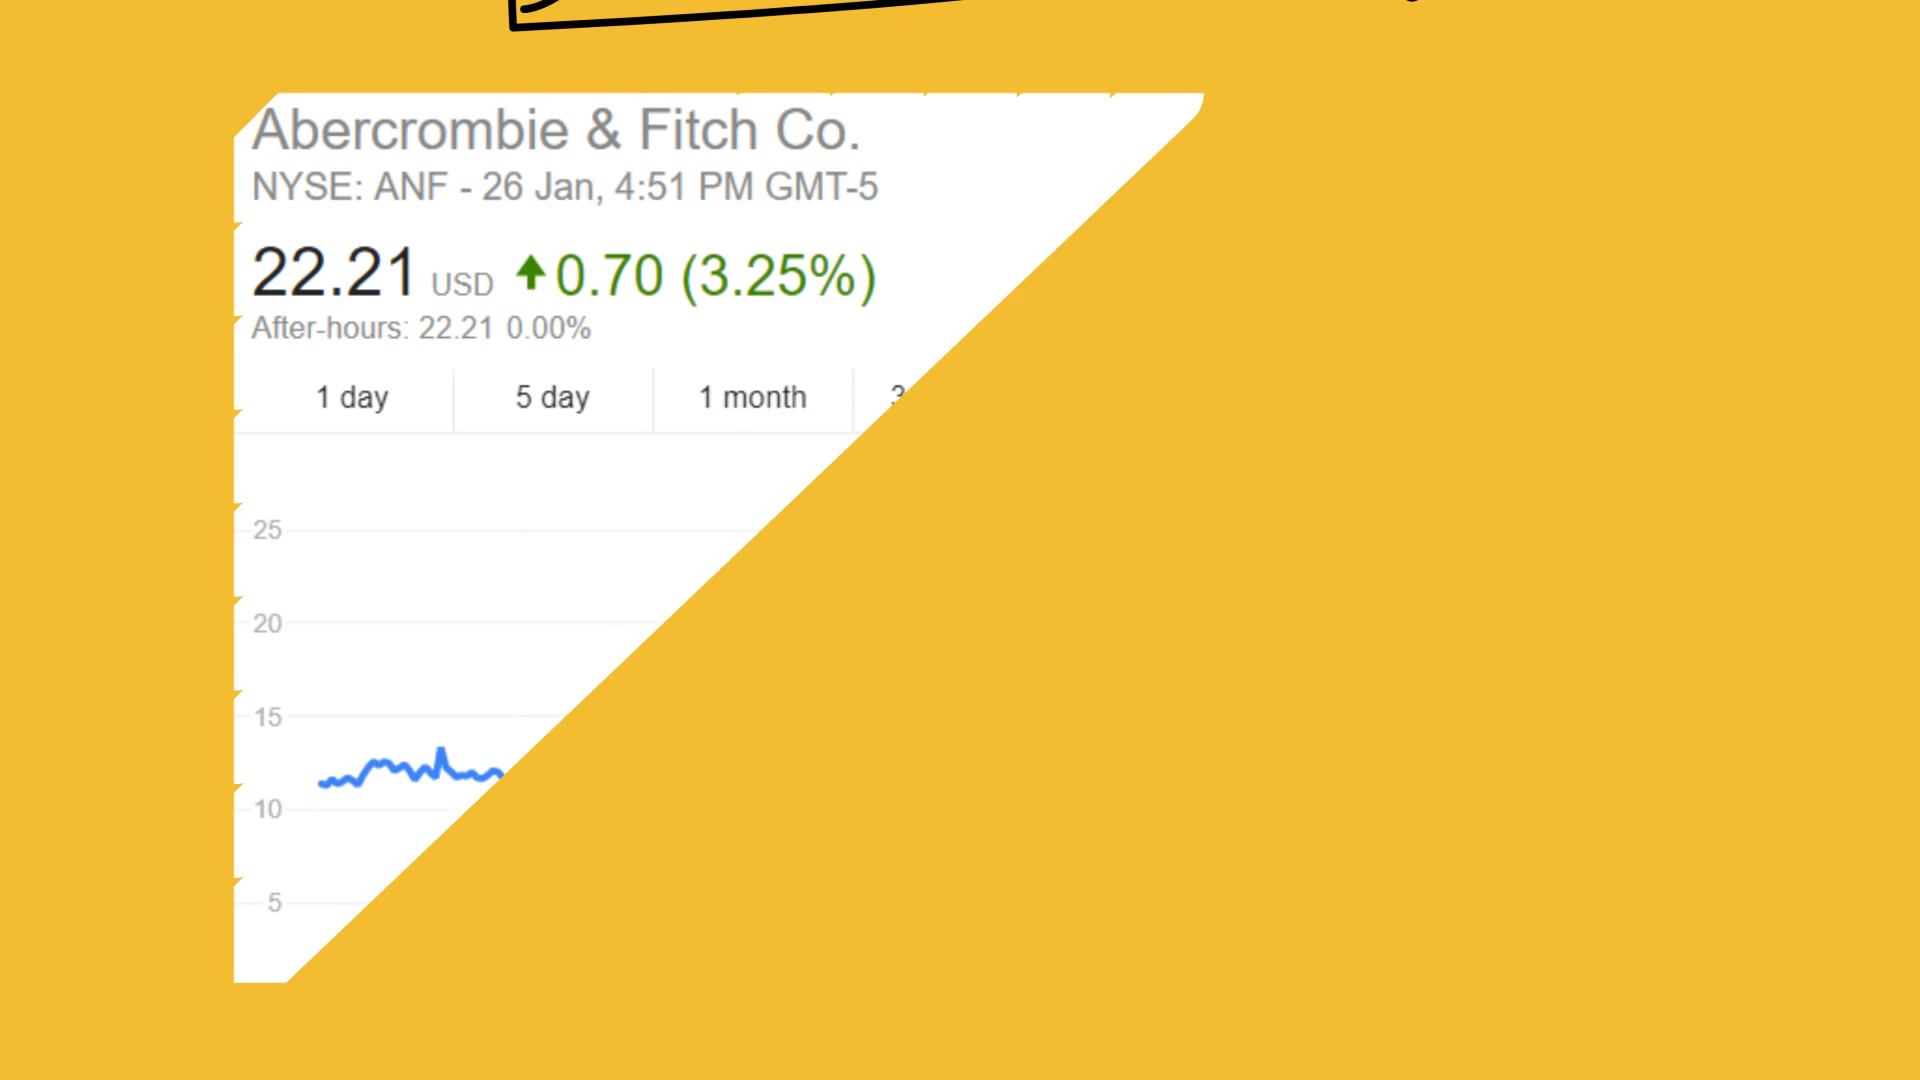 Abercrombie & Fitch Co.
NYSE: ANF - 26 Jan, 4:51 PM GMT-5
22.21 USD 0.70 (3.25%)
After-hours: 22.21 0.00%
1 day 5 day 1 month
25
20
15
10
5